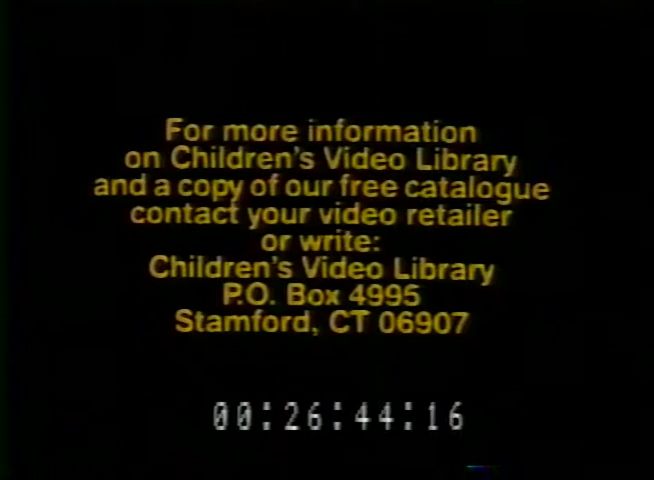 For more information
on Children's Video Library
and a copy of our free catalogue
contact your video retailer
or write:
Children's Video Library
P.O. Box 4995
Stamford, CT 06907
00:26:44:16